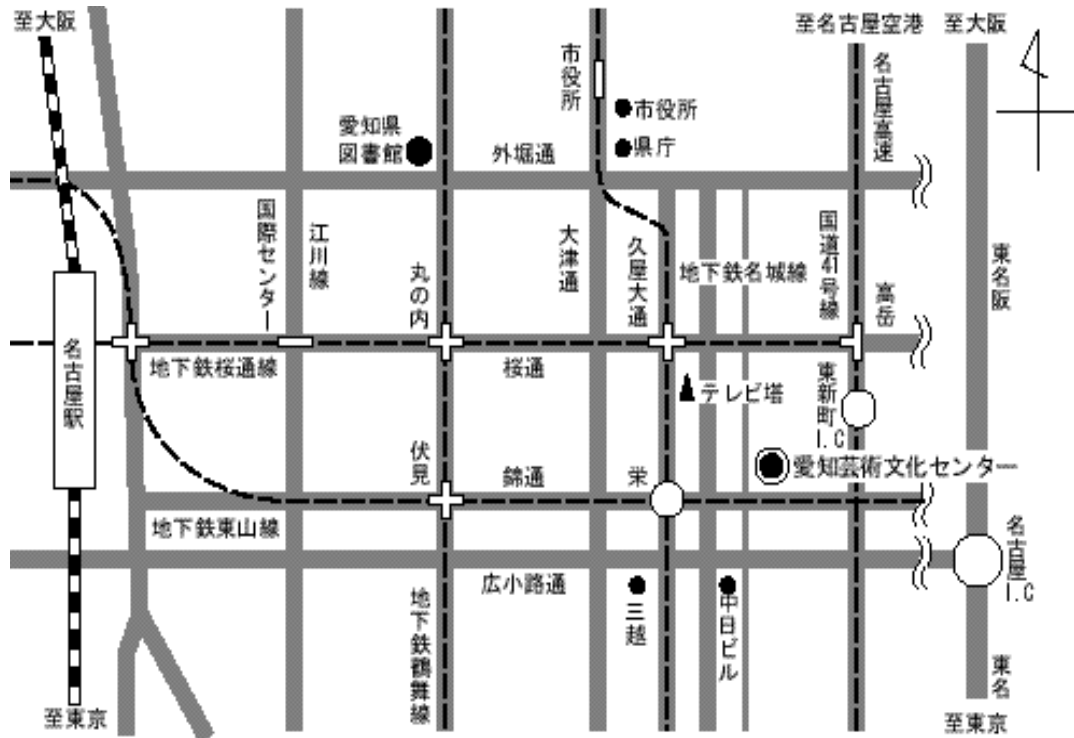 至大阪
至名古屋空港
至大阪
市役所
名古屋高速
市役所
県庁
愛知県
図書館
外堀通
国際センター
江川線
丸の内
大津通
久屋大通
地下鉄名城線
国道41号線
高岳
東名阪
名古屋駅
地下鉄桜通線
桜通
テレビ塔
東新町
I.C
伏見
錦通
栄
愛知芸術文化センター
地下鉄東山線
名古屋
I.C
広小路通
地下鉄鶴舞線
三越
中日ビル
東名
至東京
至東京